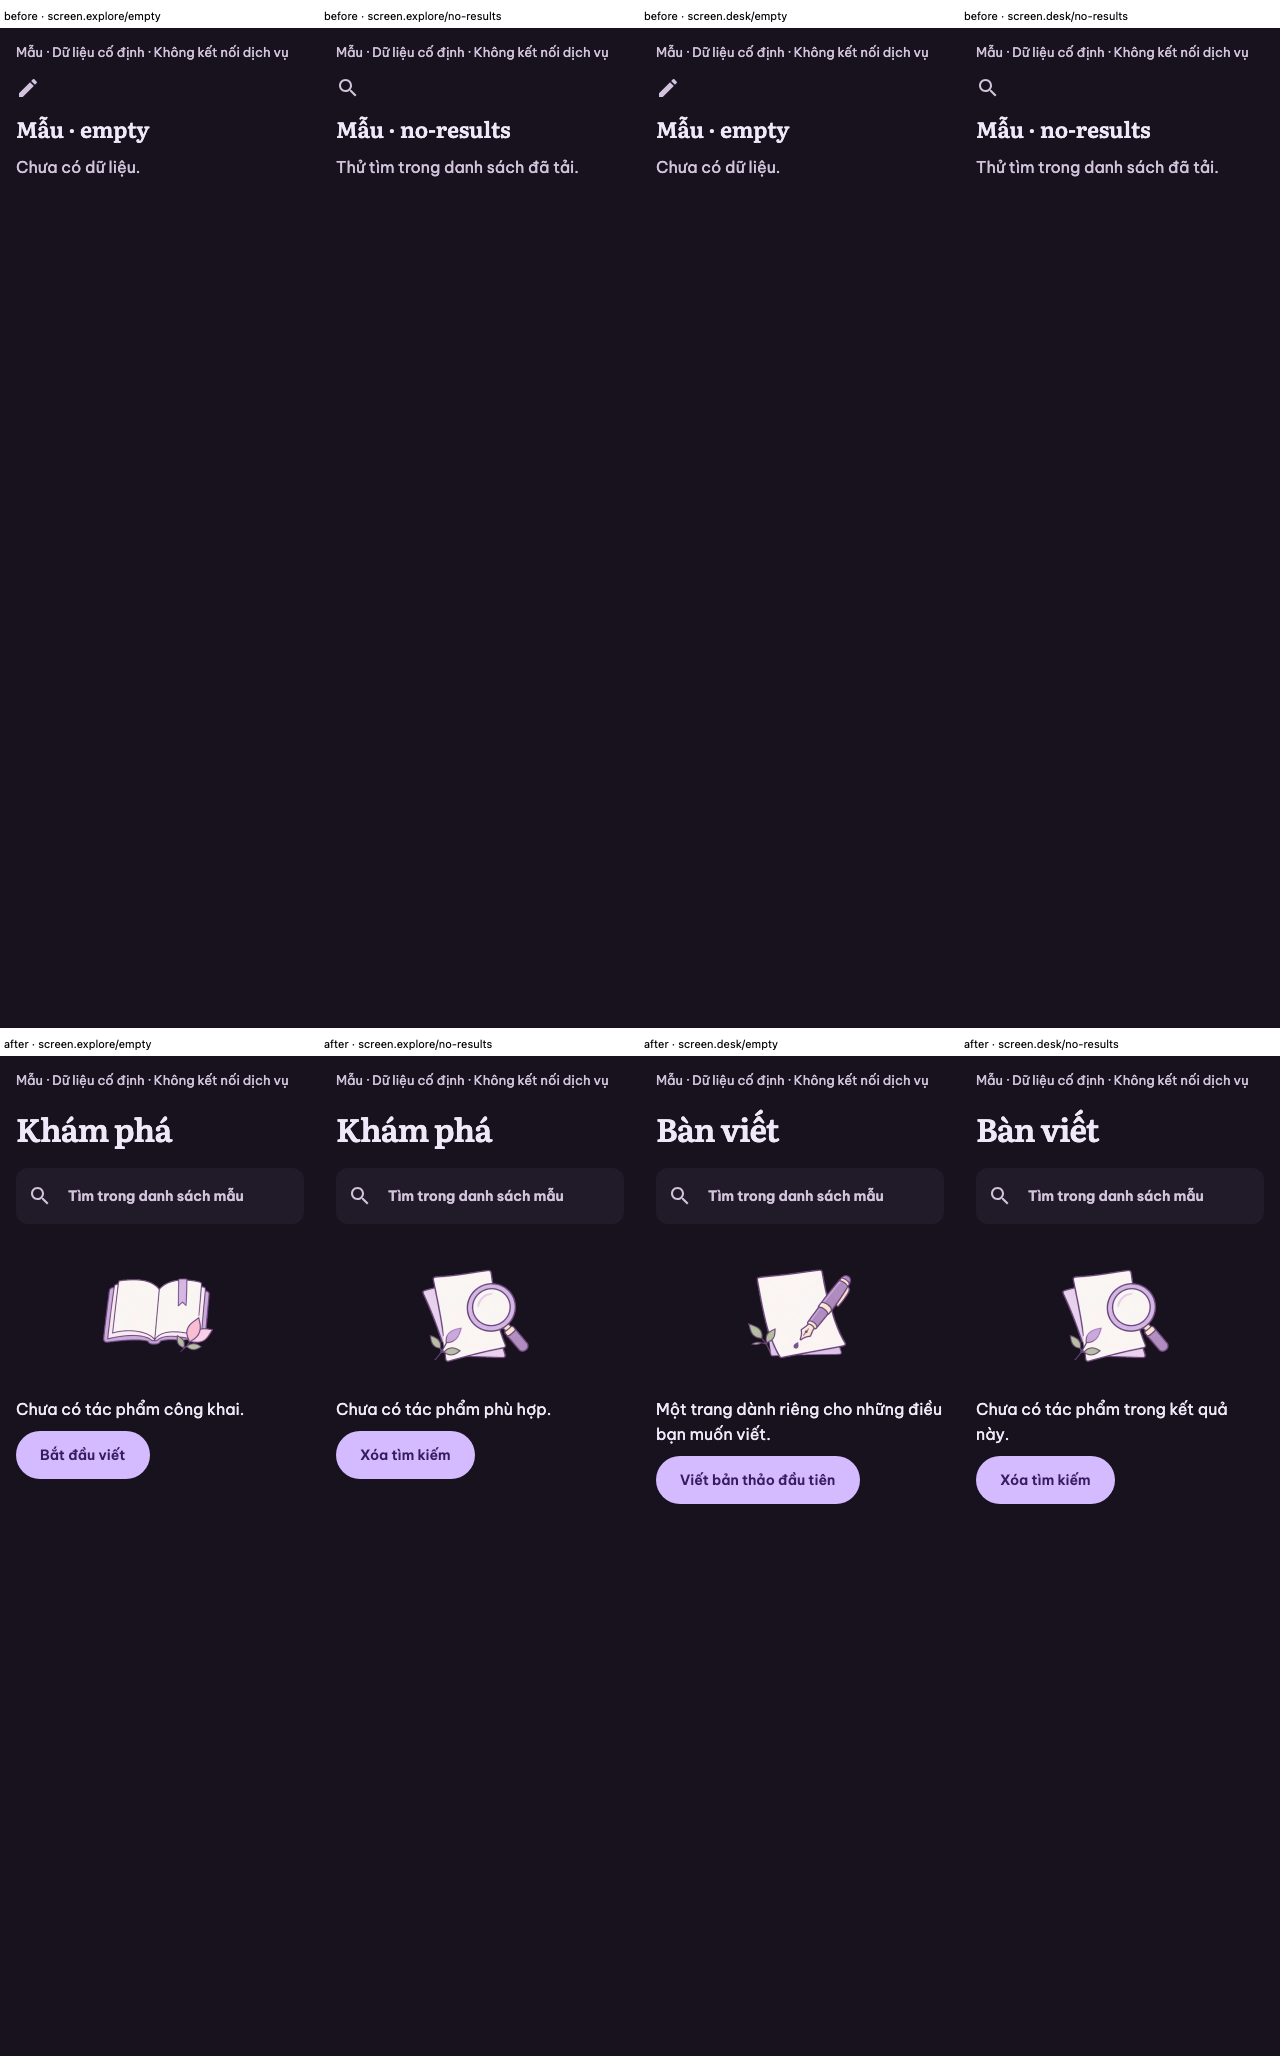 before · screen.explore/empty
Mẫu · Dữ liệu cố định · Không kết nối dịch vụ
Mẫu · empty
Chưa có dữ liệu.
before · screen.explore/no-results
Mẫu · Dữ liệu cố định · Không kết nối dịch vụ
Mẫu · no-results
Thử tìm trong danh sách đã tải.
before · screen.desk/empty
Mẫu · Dữ liệu cố định · Không kết nối dịch vụ
Mẫu · empty
Chưa có dữ liệu.
before · screen.desk/no-results
Mẫu · Dữ liệu cố định · Không kết nối dịch vụ
Mẫu · no-results
Thử tìm trong danh sách đã tải.
after · screen.explore/empty
Mẫu · Dữ liệu cố định · Không kết nối dịch vụ
Khám phá
Tìm trong danh sách mẫu
Chưa có tác phẩm công khai.
Bắt đầu viết
after · screen.explore/no-results
Mẫu · Dữ liệu cố định · Không kết nối dịch vụ
Khám phá
Tìm trong danh sách mẫu
Chưa có tác phẩm phù hợp.
Xóa tìm kiếm
after · screen.desk/empty
Mẫu · Dữ liệu cố định · Không kết nối dịch vụ
Bàn viết
Tìm trong danh sách mẫu
Một trang dành riêng cho những điều
bạn muốn viết.
Viết bản thảo đầu tiên
after · screen.desk/no-results
Mẫu · Dữ liệu cố định · Không kết nối dịch vụ
Bàn viết
Tìm trong danh sách mẫu
Chưa có tác phẩm trong kết quả
này.
Xóa tìm kiếm